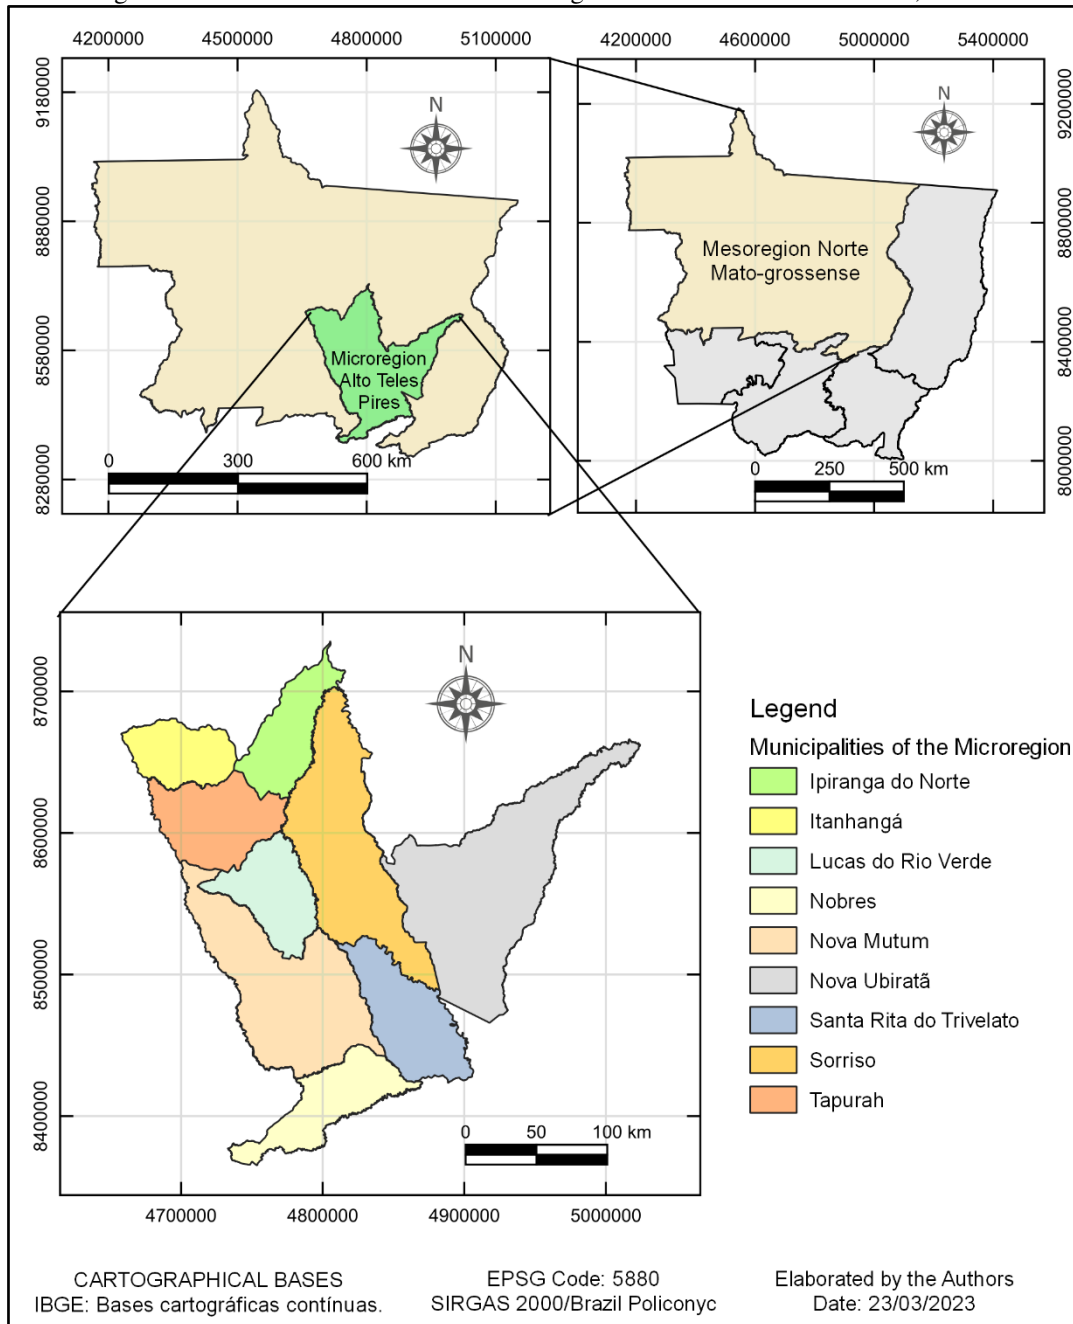 4200000 4500000 4800000 5100000
4200000 4600000 5000000 5400000
9180000
8880000
8580000
8280000
N
Microregion
Alto Teles
Pires
0 300 600 km
9200000
8800000
8400000
8000000
N
Mesoregion Norte
Mato-grossense
0 250 500 km
8700000
8600000
8500000
8400000
N
0 50 100 km
4700000 4800000 4900000 5000000
Legend
Municipalities of the Microregion
Ipiranga do Norte
Itanhangá
Lucas do Rio Verde
Nobres
Nova Mutum
Nova Ubiratã
Santa Rita do Trivelato
Sorriso
Tapurah
CARTOGRAPHICAL BASES
IBGE: Bases cartográficas contínuas.
EPSG Code: 5880
SIRGAS 2000/Brazil Policonyc
Elaborated by the Authors
Date: 23/03/2023